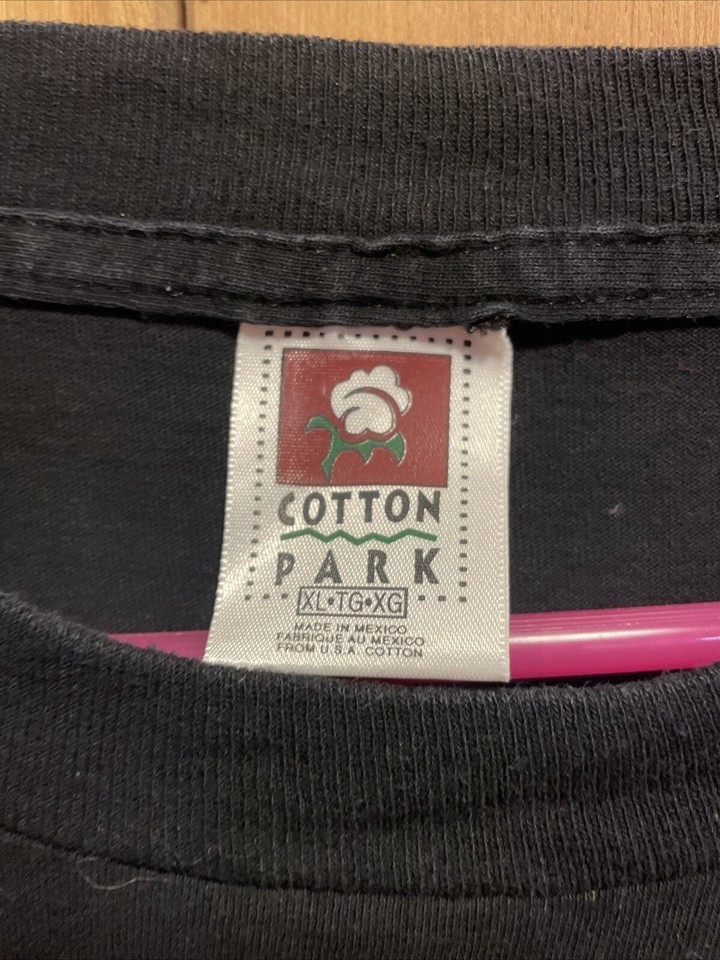 COTTON
PARK
XL•TG•XG
MADE IN MEXICO
FABRIQUE AU MEXICO
FROM U.S.A. COTTON